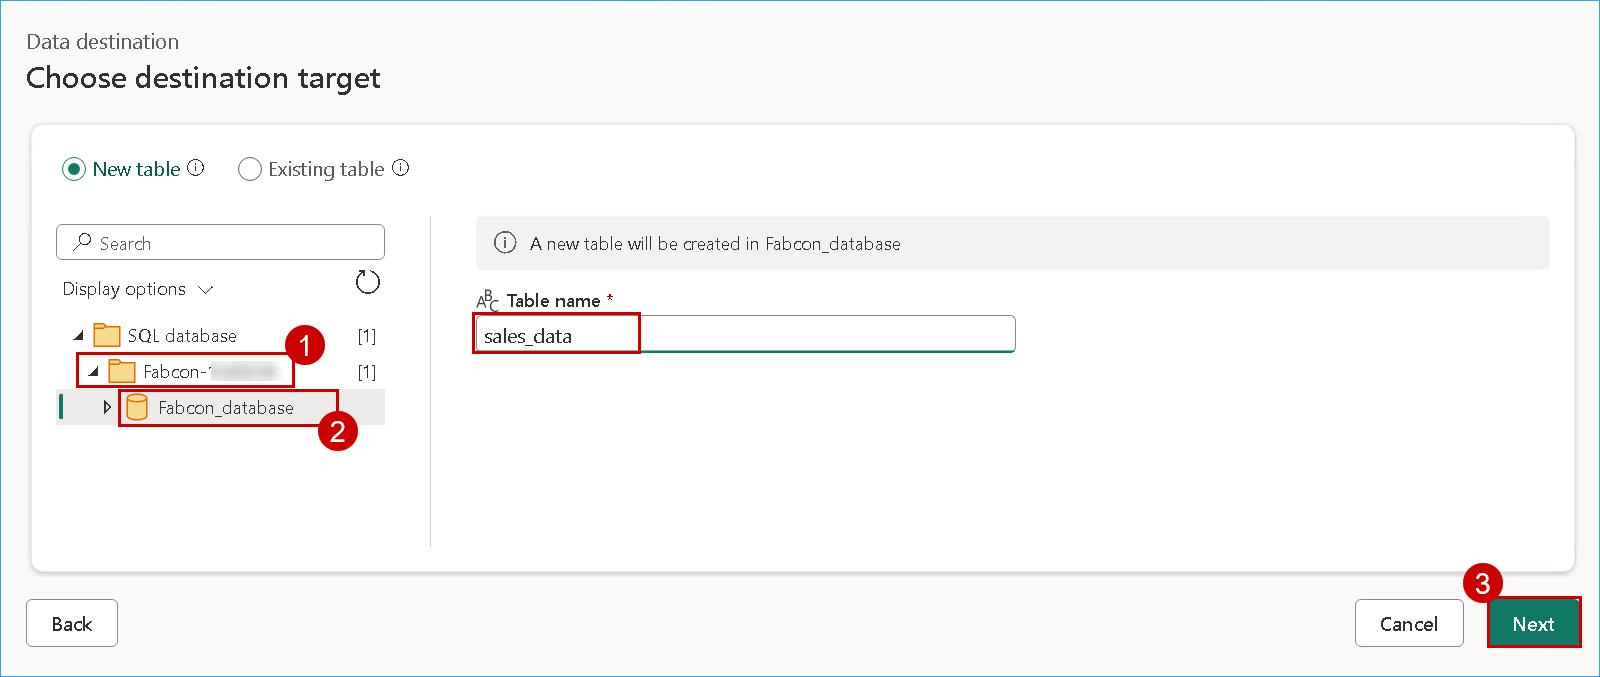 Data destination
Choose destination target
New table
Existing table
Search
Display options
SQL database [1]
1
Fabcon- [1]
Fabcon_database
2
A new table will be created in Fabcon_database
ABC Table name *
sales_data
3
Back
Cancel
Next